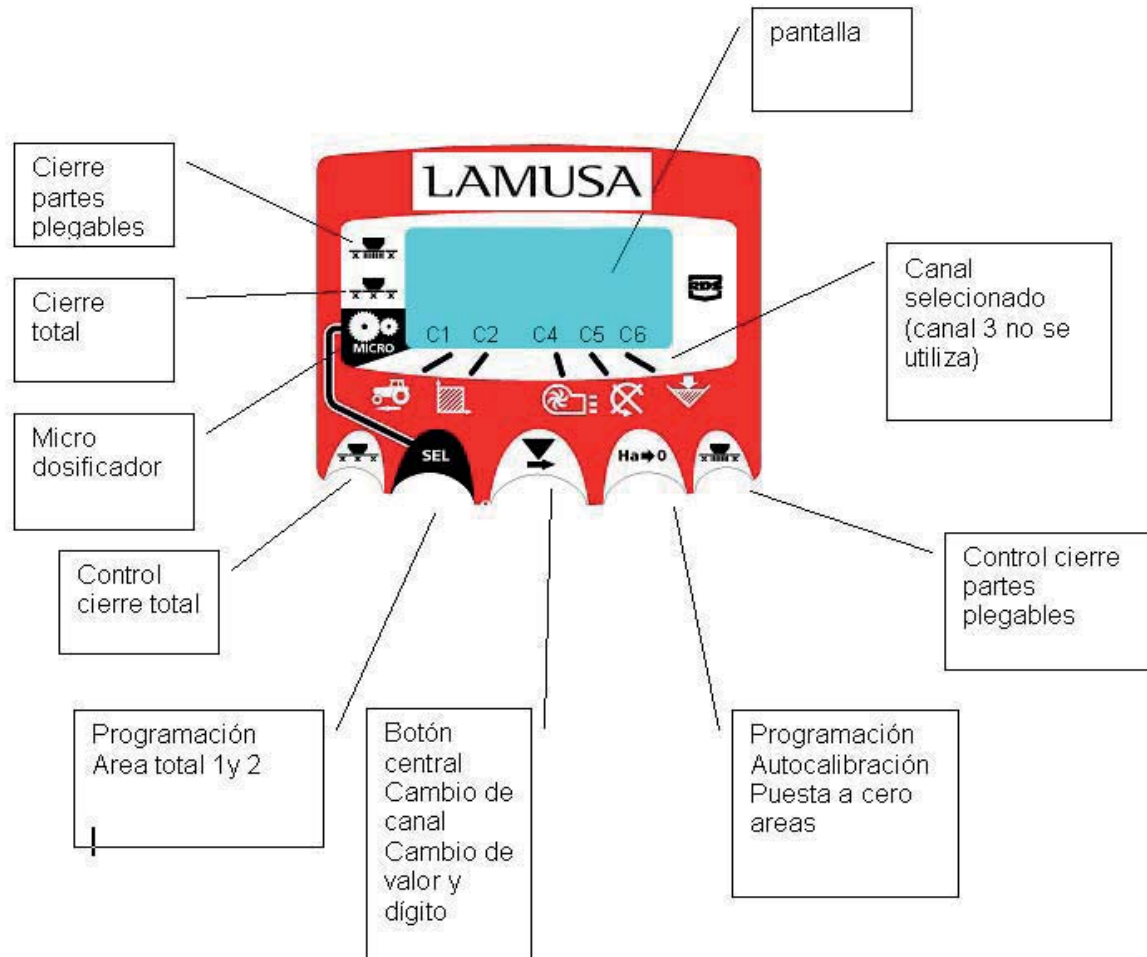 pantalla
Cierre
partes
plegables
Cierre
total
Micro
dosificador
Control
cierre total
Programación
Area total 1y 2
Botón
central
Cambio de
canal
Cambio de
valor y
dígito
Programación
Autocalibración
Puesta a cero
areas
Control cierre
partes
plegables
Canal
selecionado
(canal 3 no se
utiliza)
LAMUSA
RDS
MICRO
C1 C2 C4 C5 C6
SEL
Ha→0